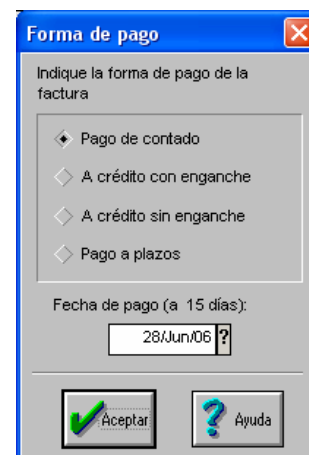 Forma de pago
Indique la forma de pago de la
factura
Pago de contado
A crédito con enganche
A crédito sin enganche
Pago a plazos
Fecha de pago (a 15 días):
28/Jun/06 ?
Aceptar
Ayuda